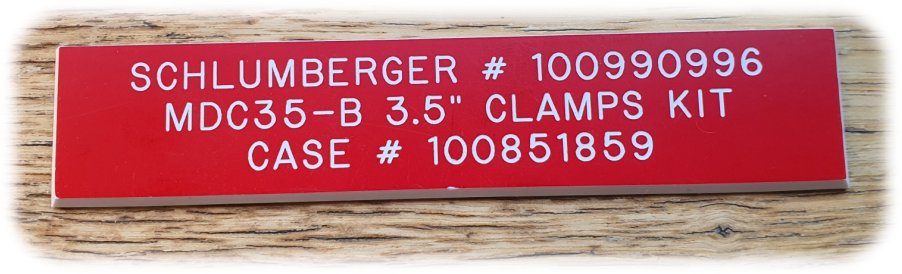 SCHLUMBERGER # 100990996
MDC35-B 3.5" CLAMPS KIT
CASE # 100851859